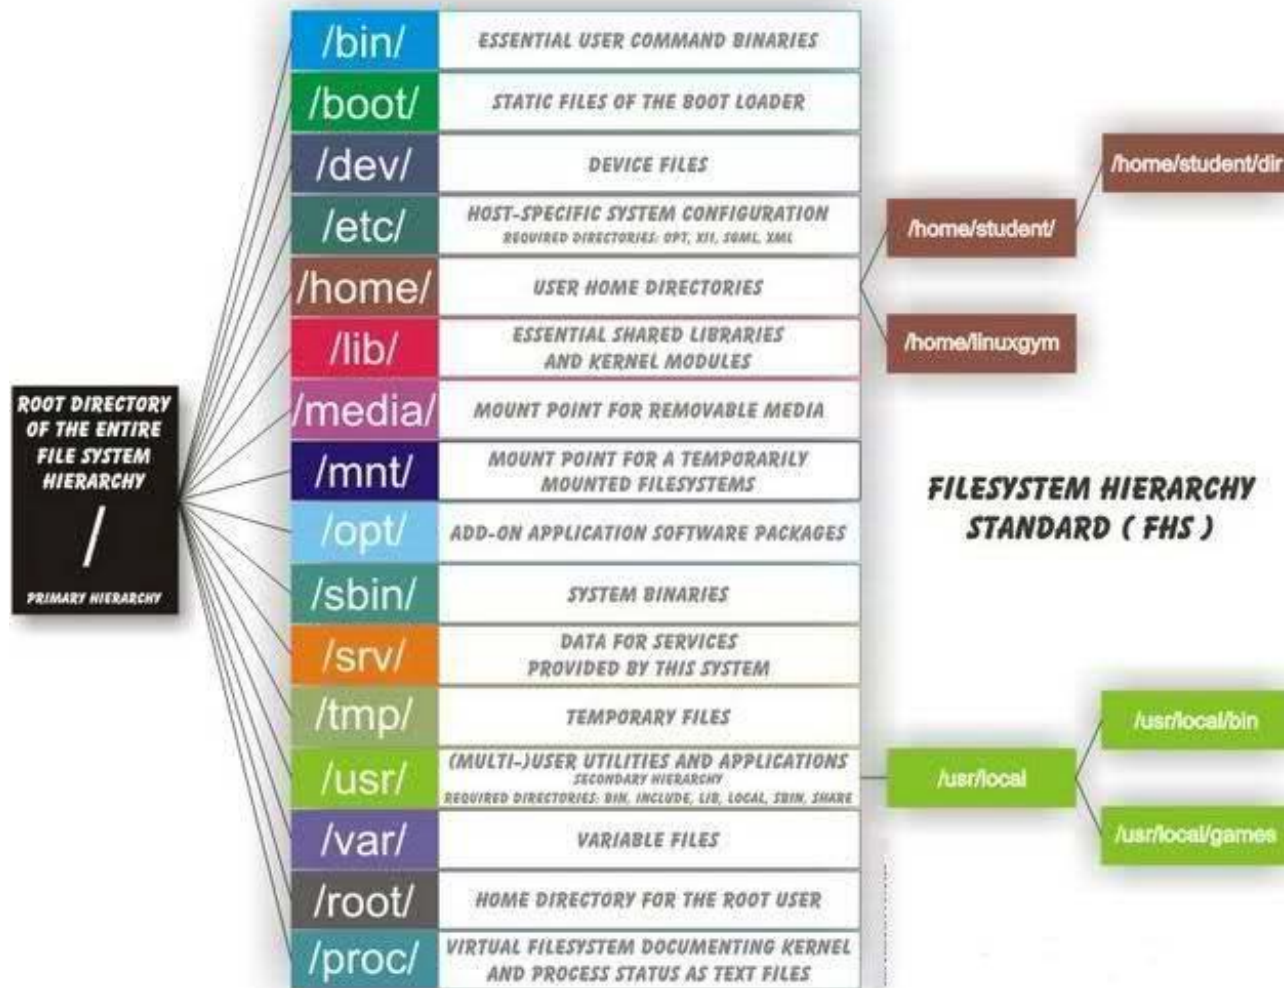 ROOT DIRECTORY
OF THE ENTIRE
FILE SYSTEM
HIERARCHY
/
PRIMARY HIERARCHY
/bin/
ESSENTIAL USER COMMAND BINARIES
/boot/
STATIC FILES OF THE BOOT LOADER
/dev/
DEVICE FILES
/etc/
HOST-SPECIFIC SYSTEM CONFIGURATION
REQUIRED DIRECTORIES: OPT, XII, SGML, XML
/home/
USER HOME DIRECTORIES
/lib/
ESSENTIAL SHARED LIBRARIES
AND KERNEL MODULES
/media/
MOUNT POINT FOR REMOVABLE MEDIA
/mnt/
MOUNT POINT FOR A TEMPORARILY
MOUNTED FILESYSTEMS
/opt/
ADD-ON APPLICATION SOFTWARE PACKAGES
/sbin/
SYSTEM BINARIES
/srv/
DATA FOR SERVICES
PROVIDED BY THIS SYSTEM
/tmp/
TEMPORARY FILES
/usr/
(MULTI-)USER UTILITIES AND APPLICATIONS
SECONDARY HIERARCHY
REQUIRED DIRECTORIES: BIN, INCLUDE, LIB, LOCAL, SBIN, SHARE
/var/
VARIABLE FILES
/root/
HOME DIRECTORY FOR THE ROOT USER
/proc/
VIRTUAL FILESYSTEM DOCUMENTING KERNEL
AND PROCESS STATUS AS TEXT FILES
/home/student/
/home/student/dir
/home/linuxgym
FILESYSTEM HIERARCHY
STANDARD ( FHS )
/usr/local
/usr/local/bin
/usr/local/games